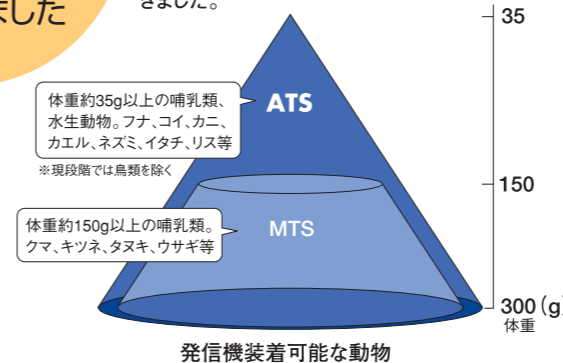 ました
きました。
35
体重約35g以上の哺乳類、
水生動物。フナ、コイ、カニ、
カエル、ネズミ、イタチ、リス等
※現段階では鳥類を除く
ATS
150
体重約150g以上の哺乳類。
クマ、キツネ、タヌキ、ウサギ等
MTS
300(g)
体重
発信機装着可能な動物